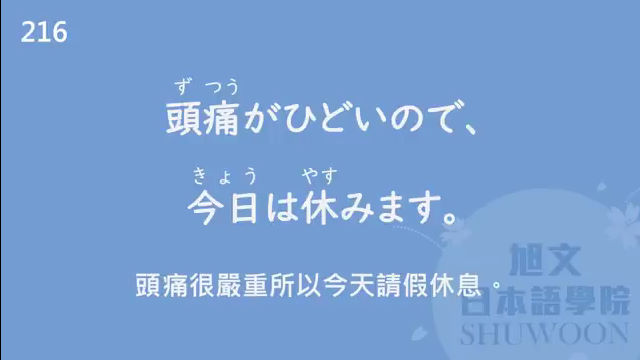 216
ずつう
頭痛がひどいので、
きょう やす
今日は休みます。
頭痛很嚴重所以今天請假休息。
旭文
日本語學院
SHUWOON